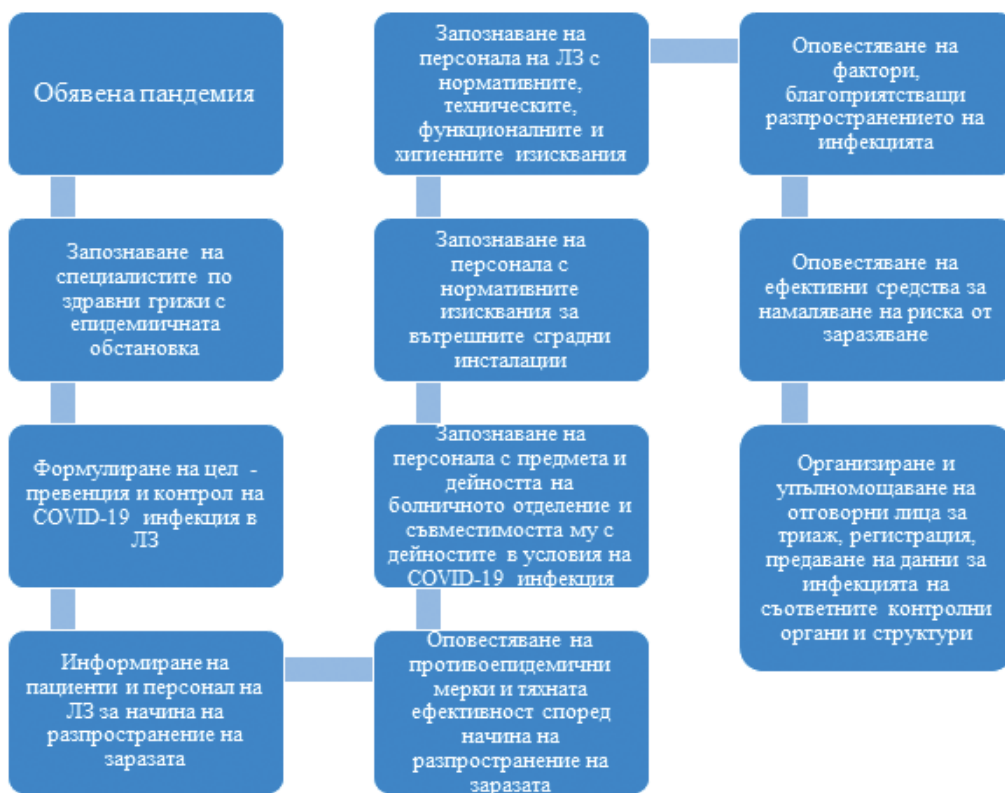 Обявена пандемия
Запознаване на
специалистите по
здравни грижи с
епидемиичната
обстановка
Формулиране на цел -
превенция и контрол на
COVID-19 инфекция в
ЛЗ
Информиране на
пациенти и персонал на
ЛЗ за начина на
разпространение на
заразата
Оповестяване на
противоепидемични
мерки и тяхната
ефективност според
начина на
разпространение на
заразата
Запознаване на
персонала с предмета и
дейността на
болничното отделение и
съвместимостта му с
дейностите в условия на
COVID-19 инфекция
Запознаване на
персонала с
нормативните
изисквания за
вътрешните сградни
инсталации
Запознаване на
персонала на ЛЗ с
нормативните,
техническите,
функционалните и
хигиенните изисквания
Оповестяване на
фактори,
благоприятстващи
разпространението на
инфекцията
Оповестяване на
ефективни средства за
намаляване на риска от
заразяване
Организиране и
упълномощаване на
отговорни лица за
триаж, регистрация,
предаване на данни за
инфекцията на
съответните контролни
органи и структури